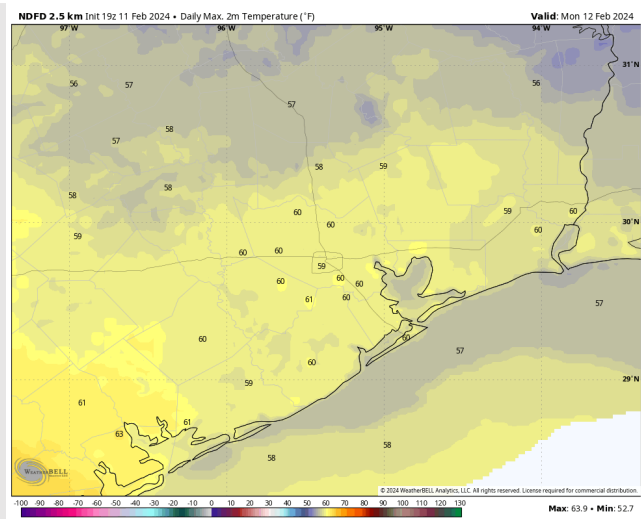 NDFD 2.5 km Init 19z 11 Feb 2024 • Daily Max. 2m Temperature (°F)
Valid: Mon 12 Feb 2024
97°W 96°W 95°W 94°W
31°N
56 57 56
57
57 58
58 59
58 58
60 59 60
60 60 30°N
59
60 60
59
60 60 60
61 60
57
60 60
57
60
29°N
59
61
61
63
58
58
WEATHERBELL
© 2024 WeatherBELL Analytics, LLC. All rights reserved. License required for commercial distribution.
-100 -90 -80 -70 -60 -50 -40 -30 -20 -10 0 10 20 30 40 50 60 70 80 90 100 110 120 130
Max: 63.9 • Min: 52.7